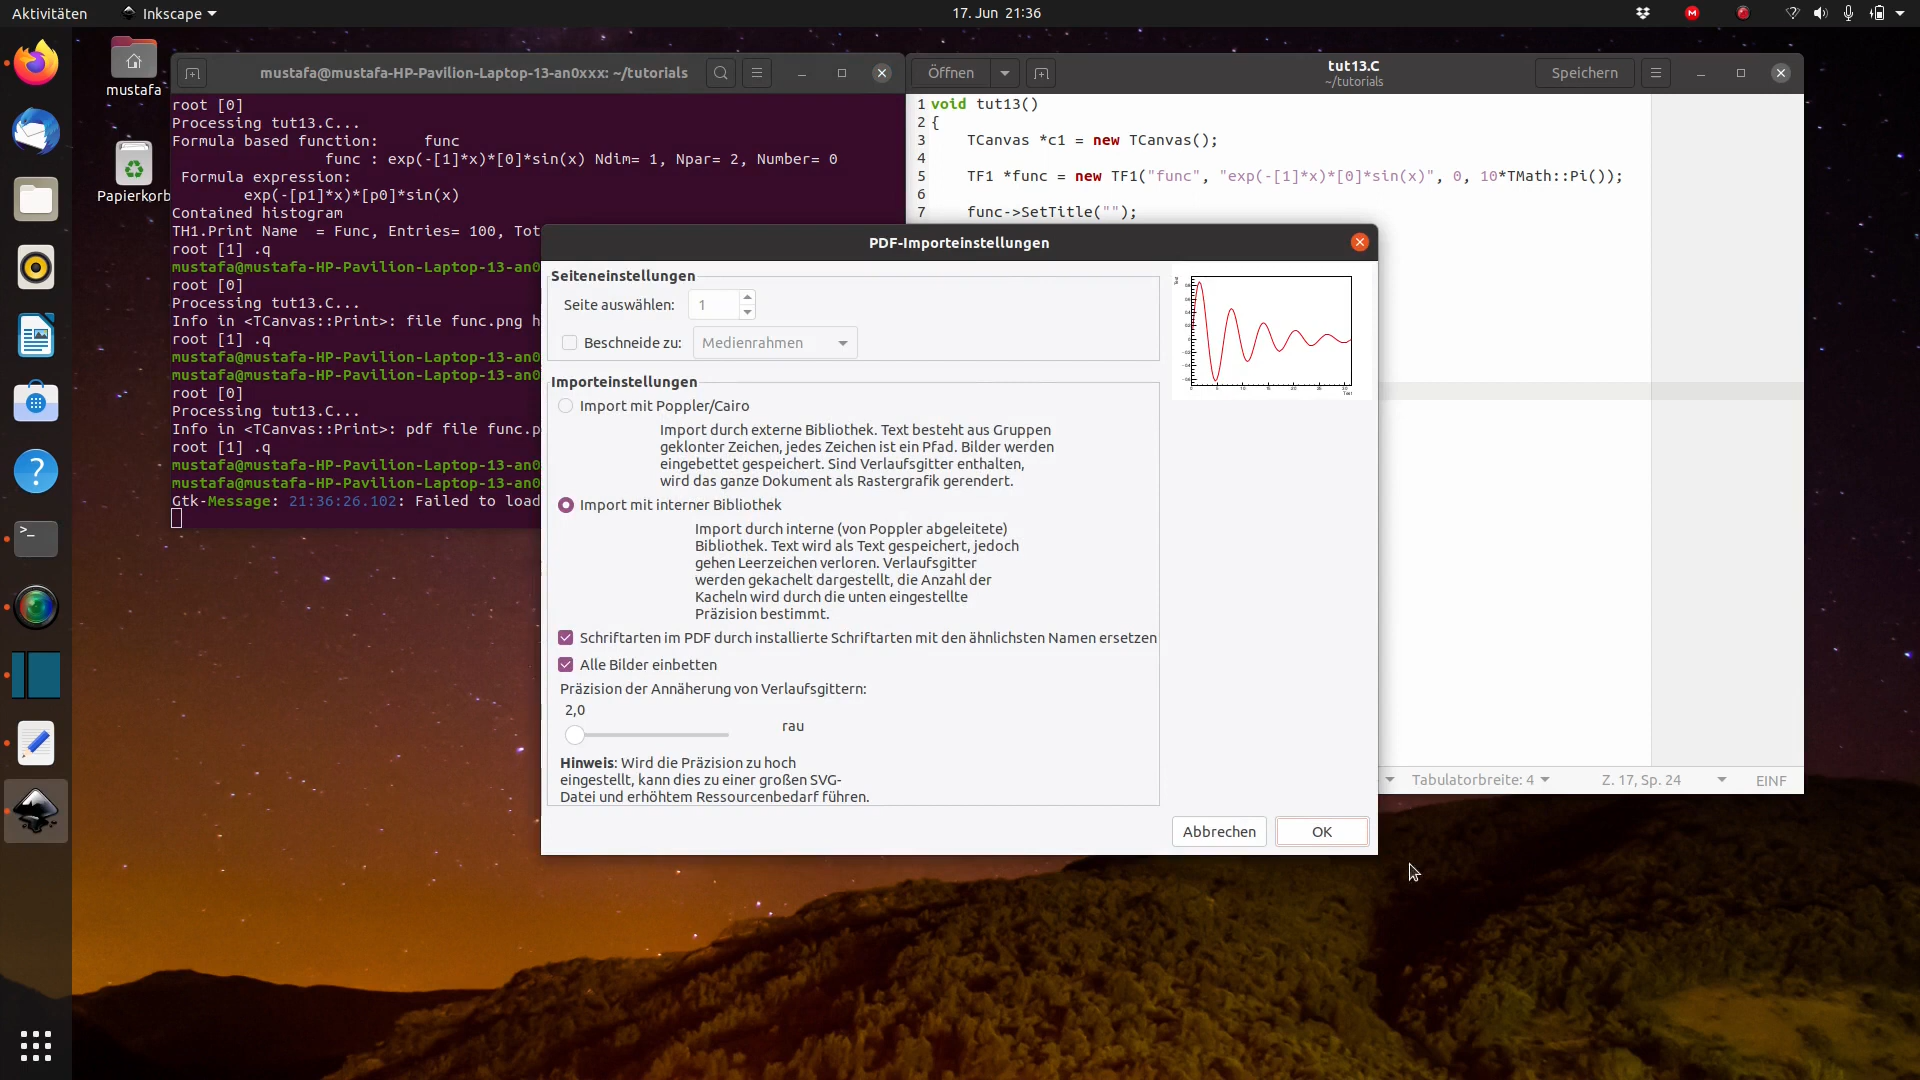 Aktivitäten
Inkscape
17. Jun 21:36
mustafa
Papierkorb
mustafa@mustafa-HP-Pavilion-Laptop-13-an0xxx: ~/tutorials
root [0]
Processing tut13.C...
Formula based function: func
func : exp(-[1]*x)*[0]*sin(x) Ndim= 1, Npar= 2, Number= 0
Formula expression:
exp(-[p1]*x)*[p0]*sin(x)
Contained histogram
TH1.Print Name = Func, Entries= 100, Tot
root [1] .q
mustafa@mustafa-HP-Pavilion-Laptop-13-an0
root [0]
Processing tut13.C...
Info in <TCanvas::Print>: file func.png h
root [1] .q
mustafa@mustafa-HP-Pavilion-Laptop-13-an0
mustafa@mustafa-HP-Pavilion-Laptop-13-an0
root [0]
Processing tut13.C...
Info in <TCanvas::Print>: pdf file func.p
root [1] .q
mustafa@mustafa-HP-Pavilion-Laptop-13-an0
mustafa@mustafa-HP-Pavilion-Laptop-13-an0
Gtk-Message: 21:36:26.102: Failed to load
Öffnen
tut13.C
~/tutorials
Speichern
1 void tut13()
2 {
3 TCanvas *c1 = new TCanvas();
4
5 TF1 *func = new TF1("func", "exp(-[1]*x)*[0]*sin(x)", 0, 10*TMath::Pi());
6
7 func->SetTitle("");
Tabulatorbreite: 4
Z. 17, Sp. 24
EINF
PDF-Importeinstellungen
Seiteneinstellungen
Seite auswählen: 1
Beschneide zu: Medienrahmen
Importeinstellungen
Import mit Poppler/Cairo
Import durch externe Bibliothek. Text besteht aus Gruppen
geklonter Zeichen, jedes Zeichen ist ein Pfad. Bilder werden
eingebettet gespeichert. Sind Verlaufsgitter enthalten,
wird das ganze Dokument als Rastergrafik gerendert.
Import mit interner Bibliothek
Import durch interne (von Poppler abgeleitete)
Bibliothek. Text wird als Text gespeichert, jedoch
gehen Leerzeichen verloren. Verlaufsgitter
werden gekachelt dargestellt, die Anzahl der
Kacheln wird durch die unten eingestellte
Präzision bestimmt.
Schriftarten im PDF durch installierte Schriftarten mit den ähnlichsten Namen ersetzen
Alle Bilder einbetten
Präzision der Annäherung von Verlaufsgittern:
2,0
rau
Hinweis: Wird die Präzision zu hoch
eingestellt, kann dies zu einer großen SVG-
Datei und erhöhtem Ressourcenbedarf führen.
Abbrechen
OK